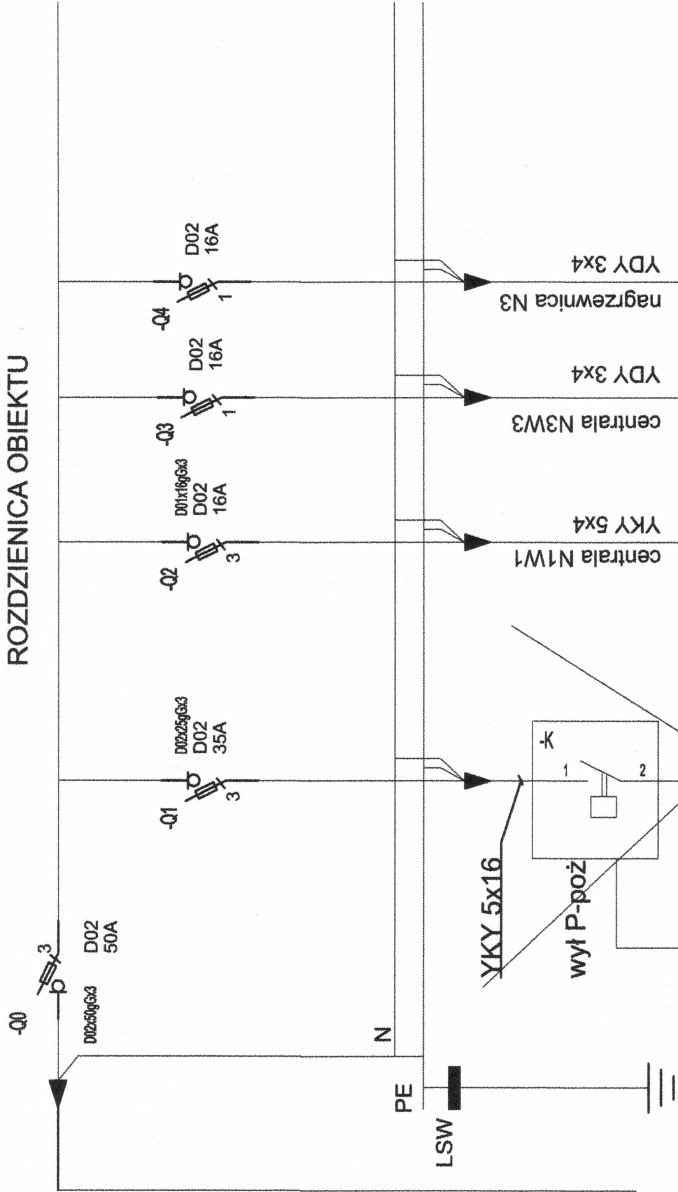 ROZDZIENICA OBIEKTU
-Q0
3
D02
50A
D02x50gGx3
-Q1
3
D02x25gGx3
D02
35A
-Q2
3
D01x16gGx3
D02
16A
-Q3
1
D02
16A
-Q4
1
D02
16A
N
PE
LSW
YKY 5x16
wył P-poż
-K
1
2
centrala N1W1
YKY 5x4
centrala N3W3
YDY 3x4
nagrzewnica N3
YDY 3x4